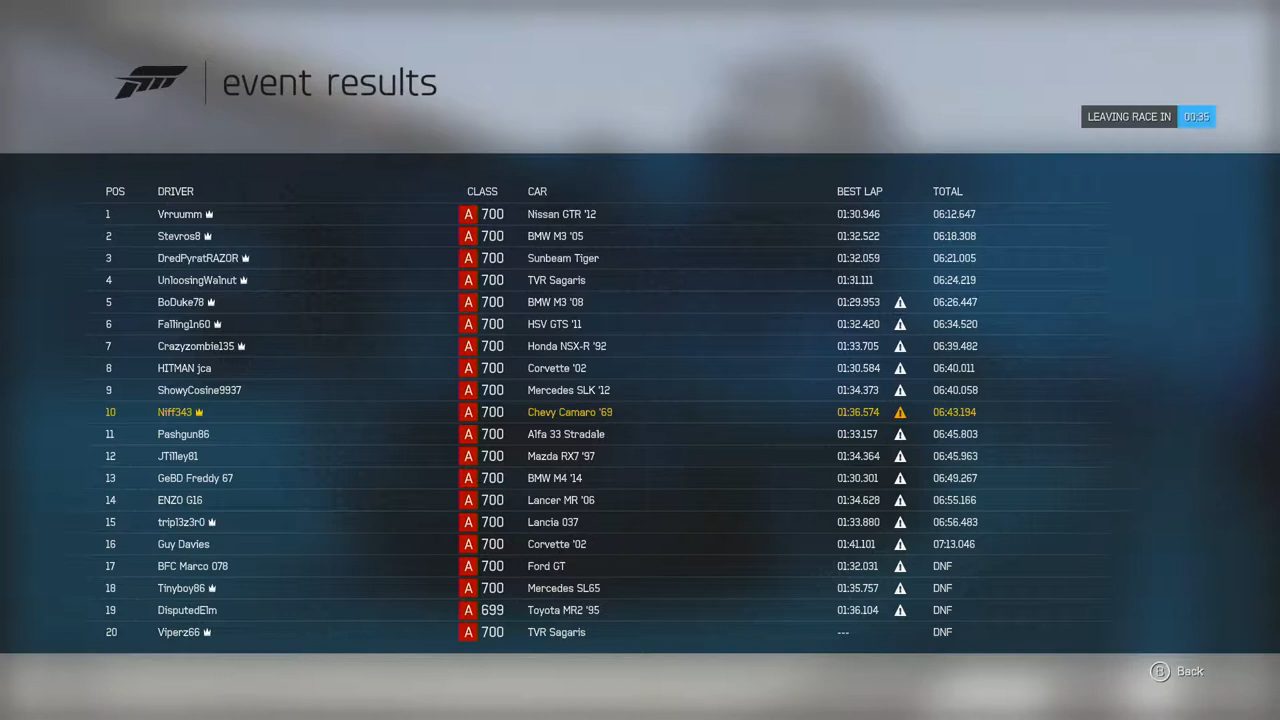 event results
LEAVING RACE IN 00:35
POS DRIVER CLASS CAR BEST LAP TOTAL
1 Vrruumm A 700 Nissan GTR '12 01:30.946 06:12.647
2 Stevros8 A 700 BMW M3 '05 01:32.522 06:18.308
3 DredPyratRAZOR A 700 Sunbeam Tiger 01:32.059 06:21.005
4 UnloosingWalnut A 700 TVR Sagaris 01:31.111 06:24.219
5 BoDuke78 A 700 BMW M3 '08 01:29.953 06:26.447
6 Fa1ling1n60 A 700 HSV GTS '11 01:32.420 06:34.520
7 Crazyzombie135 A 700 Honda NSX-R '92 01:33.705 06:39.482
8 HITMAN jca A 700 Corvette '02 01:30.584 06:40.011
9 ShowyCosine9937 A 700 Mercedes SLK '12 01:34.373 06:40.058
10 Niff343 A 700 Chevy Camaro '69 01:36.574 06:43.194
11 Pashgun86 A 700 Alfa 33 Stradale 01:33.157 06:45.803
12 JTilley81 A 700 Mazda RX7 '97 01:34.364 06:45.963
13 GeBD Freddy 67 A 700 BMW M4 '14 01:30.301 06:49.267
14 ENZO G16 A 700 Lancer MR '06 01:34.628 06:55.166
15 trip13z3r0 A 700 Lancia 037 01:33.880 06:56.483
16 Guy Davies A 700 Corvette '02 01:41.101 07:13.046
17 BFC Marco 078 A 700 Ford GT 01:32.031 DNF
18 Tinyboy86 A 700 Mercedes SL65 01:35.757 DNF
19 DisputedElm A 699 Toyota MR2 '95 01:36.104 DNF
20 Viperz66 A 700 TVR Sagaris --- DNF
B Back